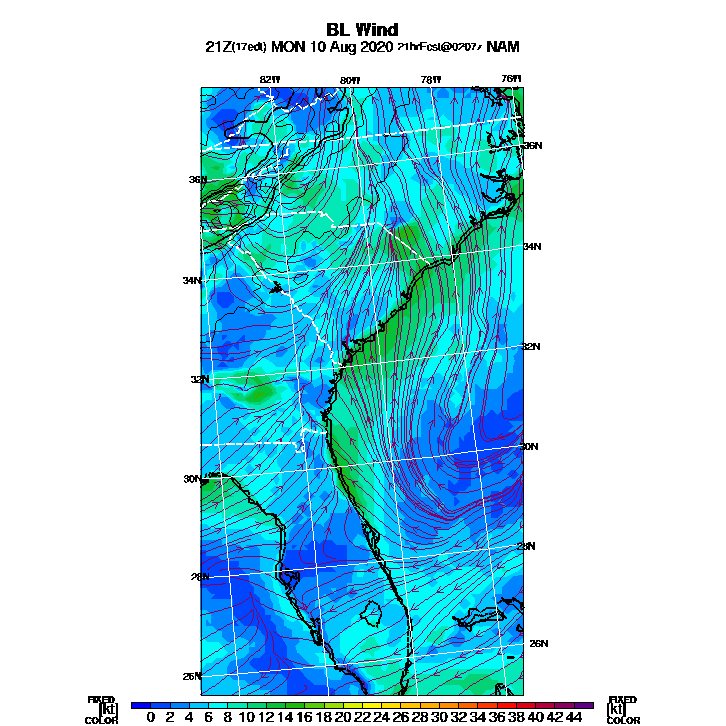 BL Wind
21Z(17edt) MON 10 Aug 2020 21hrFcst@0207z NAM
82W 80W 78W 76W
36N
36N
34N
34N
32N
32N
30N
30N
28N
28N
26N
26N
FIXED FIXED
[kt] 0 2 4 6 8 10 12 14 16 18 20 22 24 26 28 30 32 34 36 38 40 42 44 [kt]
COLOR COLOR